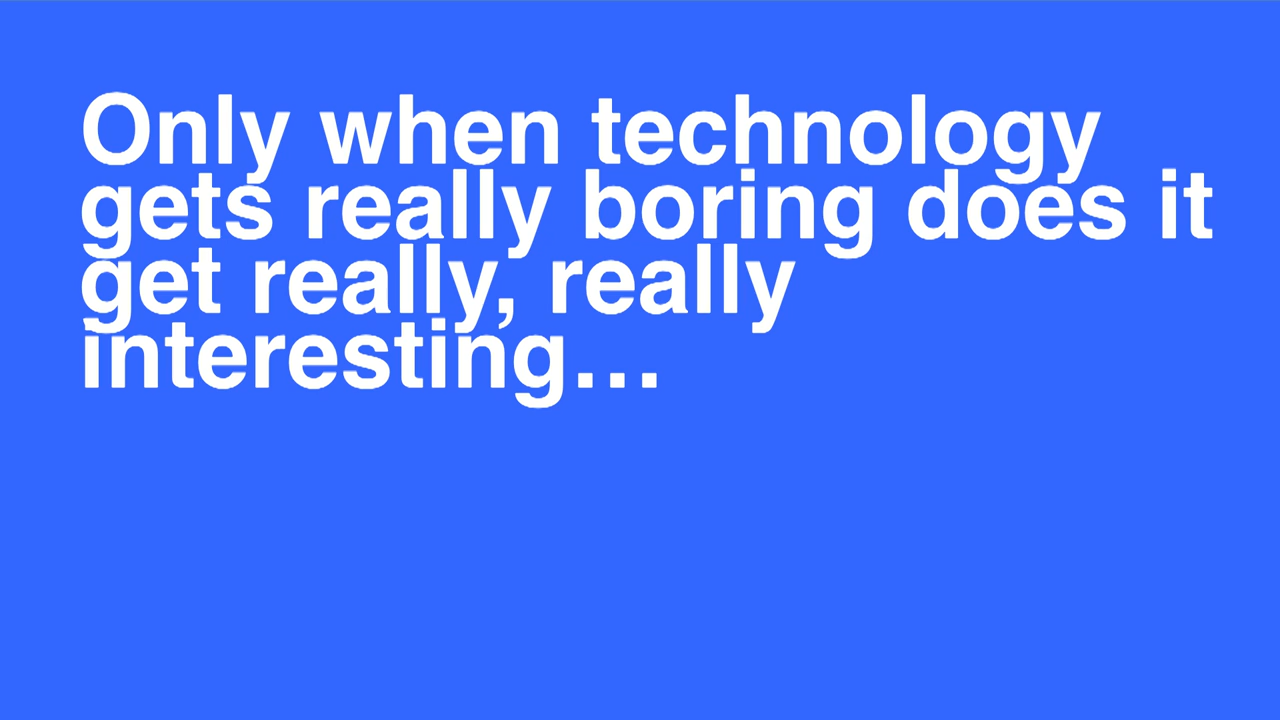 Only when technology
gets really boring does it
get really, really
interesting…